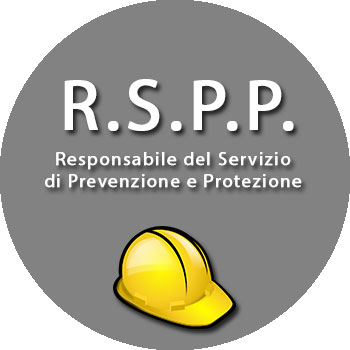 R.S.P.P.
Responsabile del Servizio
di Prevenzione e Protezione